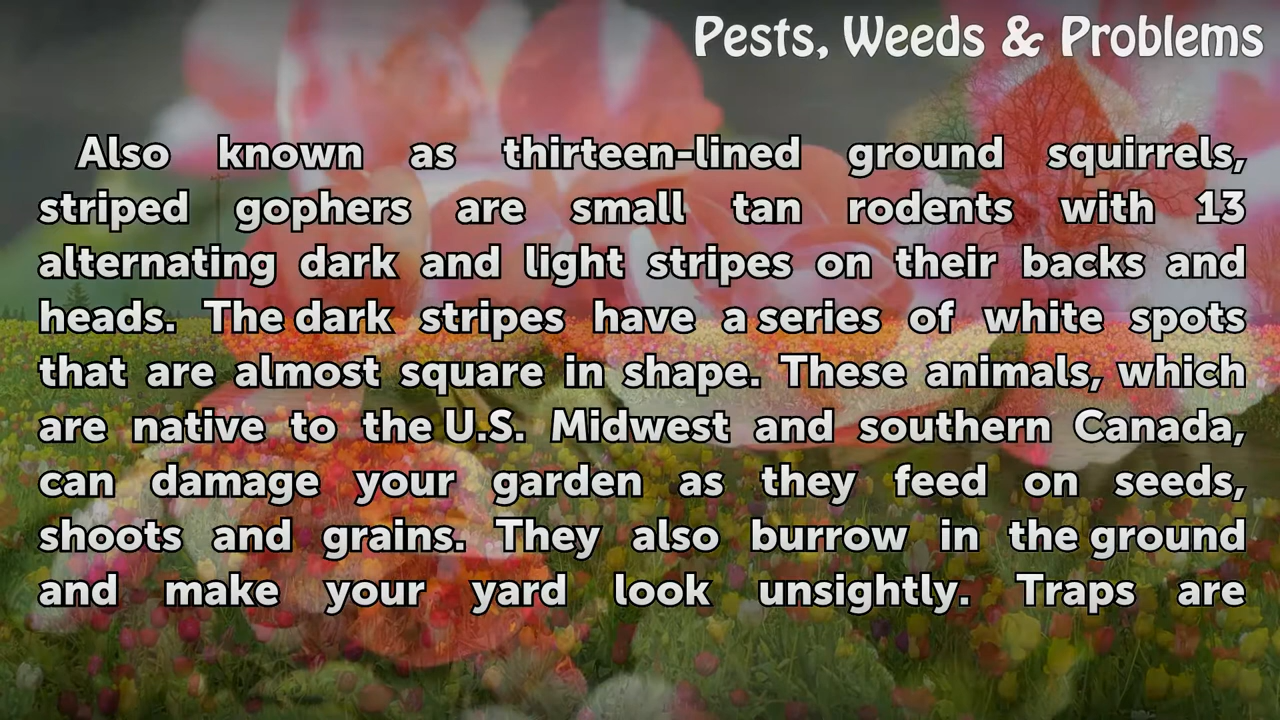 Pests, Weeds & Problems
Also known as thirteen-lined ground squirrels,
striped gophers are small tan rodents with 13
alternating dark and light stripes on their backs and
heads. The dark stripes have a series of white spots
that are almost square in shape. These animals, which
are native to the U.S. Midwest and southern Canada,
can damage your garden as they feed on seeds,
shoots and grains. They also burrow in the ground
and make your yard look unsightly. Traps are